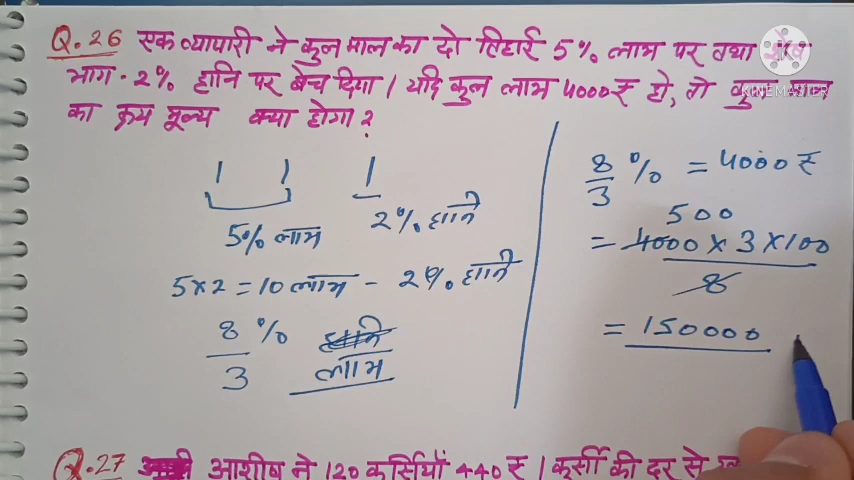 Q.26 एक व्यापारी ने कुल माल का दो तिहाई 5% लाभ पर तथा
भाग 2% हानि पर बेच दिया / यदि कुल लाभ 4000₹ हो, तो
का क्रय मूल्य क्या होगा ?
KINEMASTER
1 1 1
5% लाभ 2% हानि
5×2 = 10 लाभ - 2% हानि
8/3 % हानि
लाभ
8/3 % = 4000 ₹
500
= 4000 × 3 × 100
8
= 150000
Q.27 आशीष ने 120 कुर्सियाँ 440 ₹ / कुर्सी की दर से